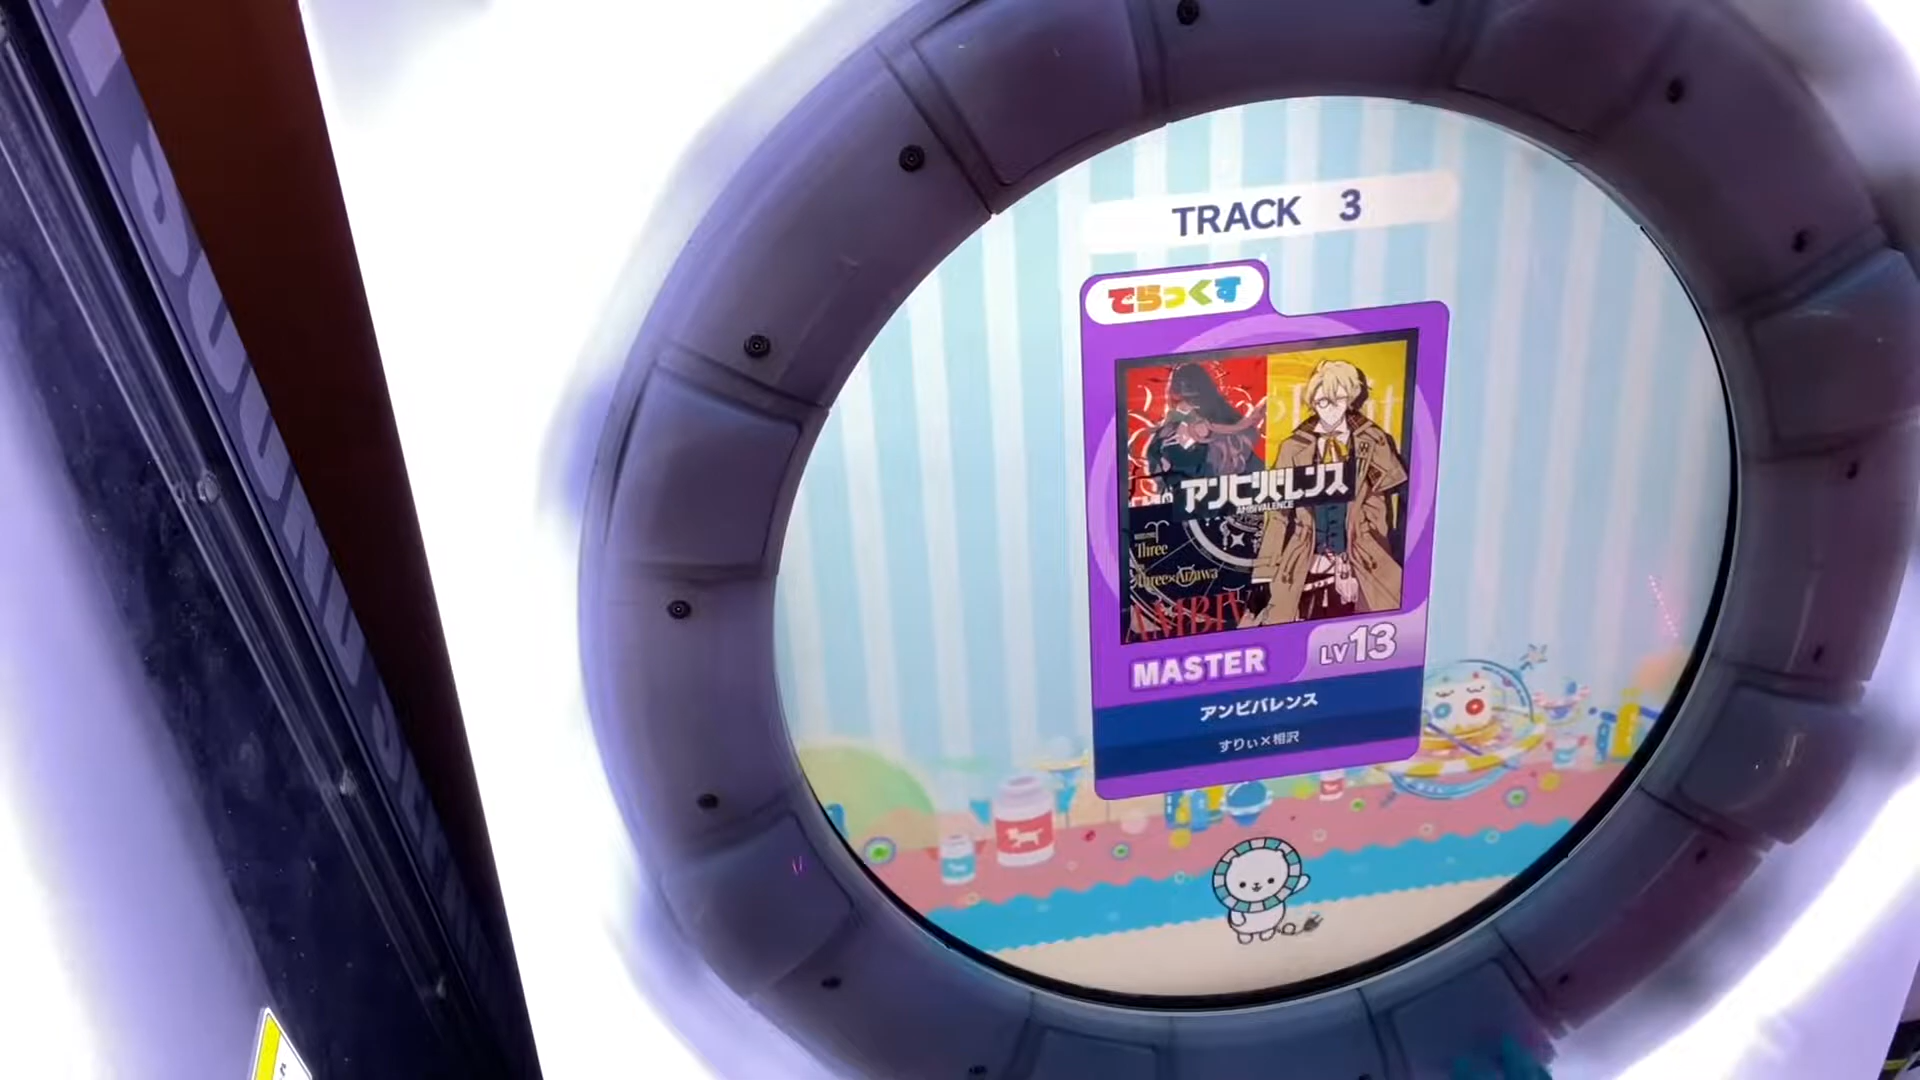 TRACK 3
でらっくす
アンビバレンス
AMBIVALENCE
Three
Three×Aizawa
MASTER LV13
アンビバレンス
すりぃ×相沢